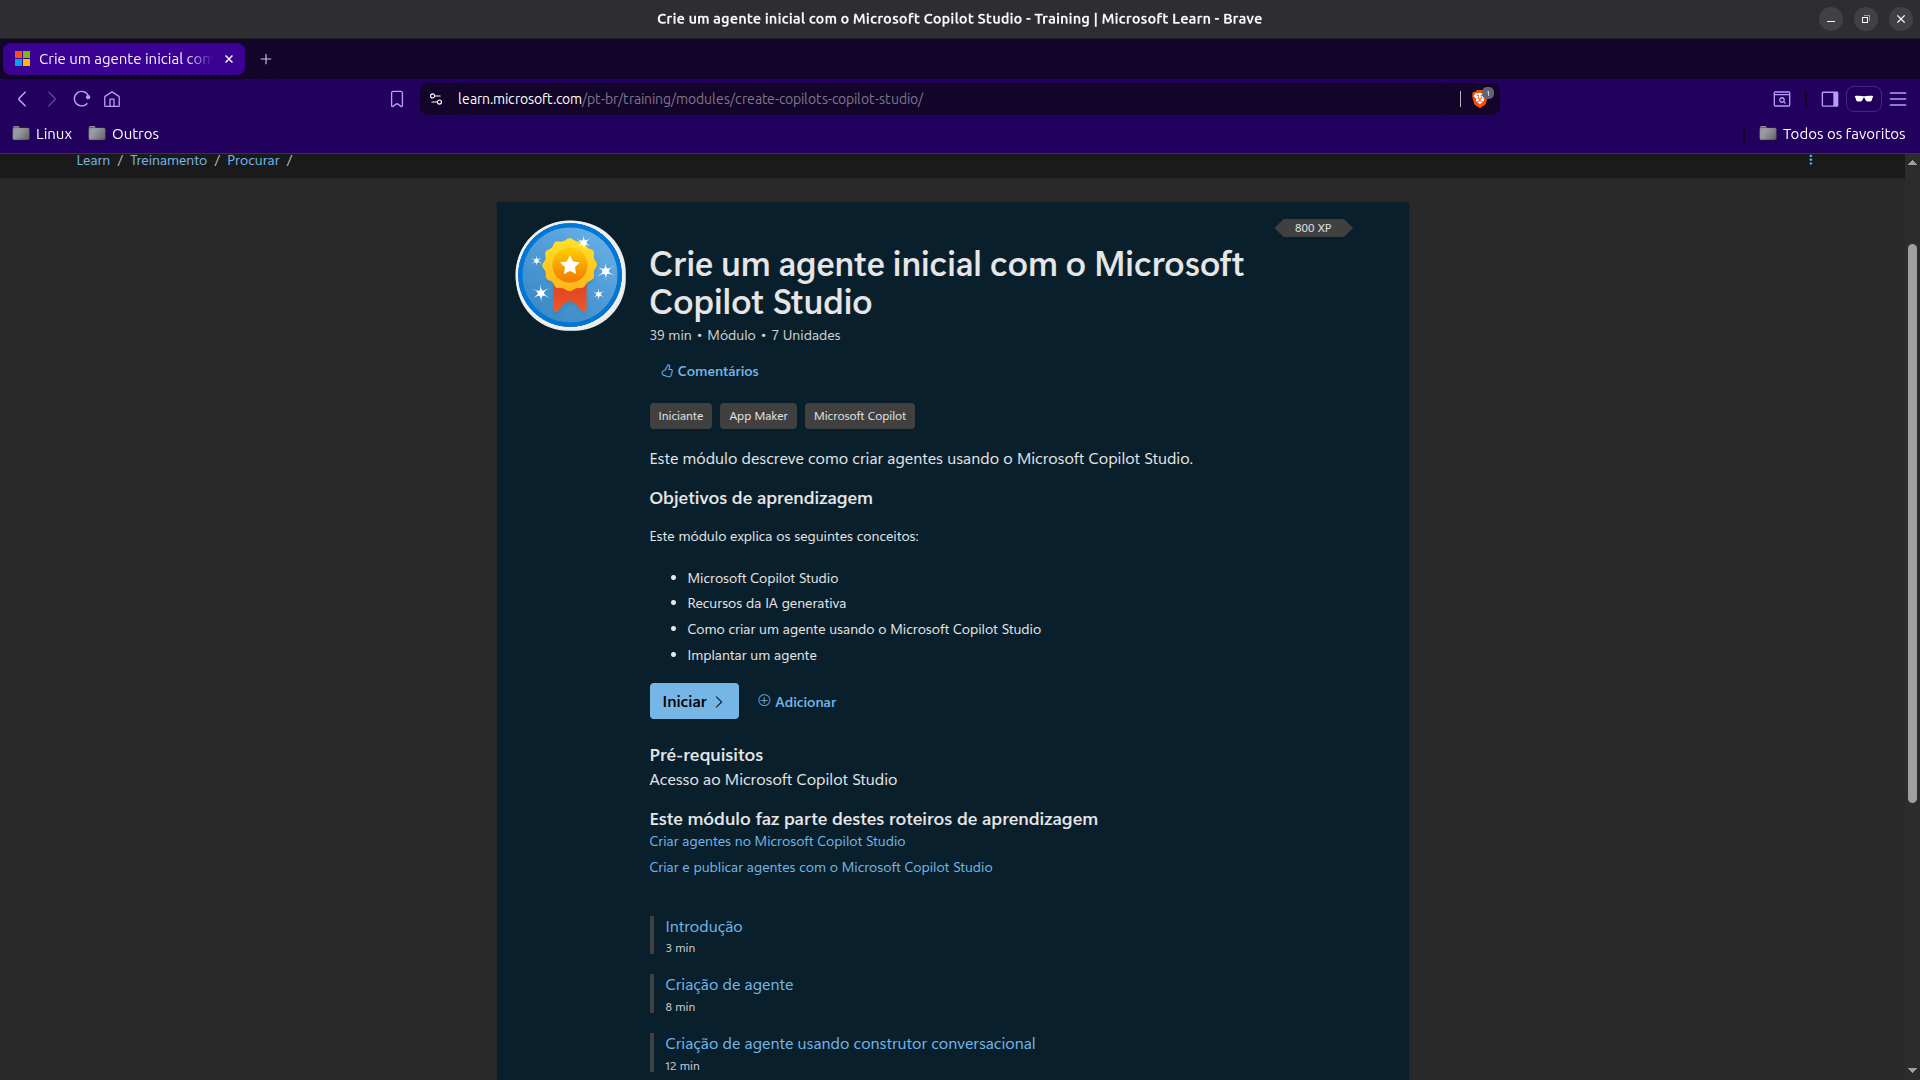 Crie um agente inicial com o Microsoft Copilot Studio - Training | Microsoft Learn - Brave
Crie um agente inicial com
learn.microsoft.com/pt-br/training/modules/create-copilots-copilot-studio/
1
Linux
Outros
Todos os favoritos
Learn / Treinamento / Procurar /
800 XP
Crie um agente inicial com o Microsoft
Copilot Studio
39 min • Módulo • 7 Unidades
Comentários
Iniciante
App Maker
Microsoft Copilot
Este módulo descreve como criar agentes usando o Microsoft Copilot Studio.
Objetivos de aprendizagem
Este módulo explica os seguintes conceitos:
• Microsoft Copilot Studio
• Recursos da IA generativa
• Como criar um agente usando o Microsoft Copilot Studio
• Implantar um agente
Iniciar
Adicionar
Pré-requisitos
Acesso ao Microsoft Copilot Studio
Este módulo faz parte destes roteiros de aprendizagem
Criar agentes no Microsoft Copilot Studio
Criar e publicar agentes com o Microsoft Copilot Studio
Introdução
3 min
Criação de agente
8 min
Criação de agente usando construtor conversacional
12 min